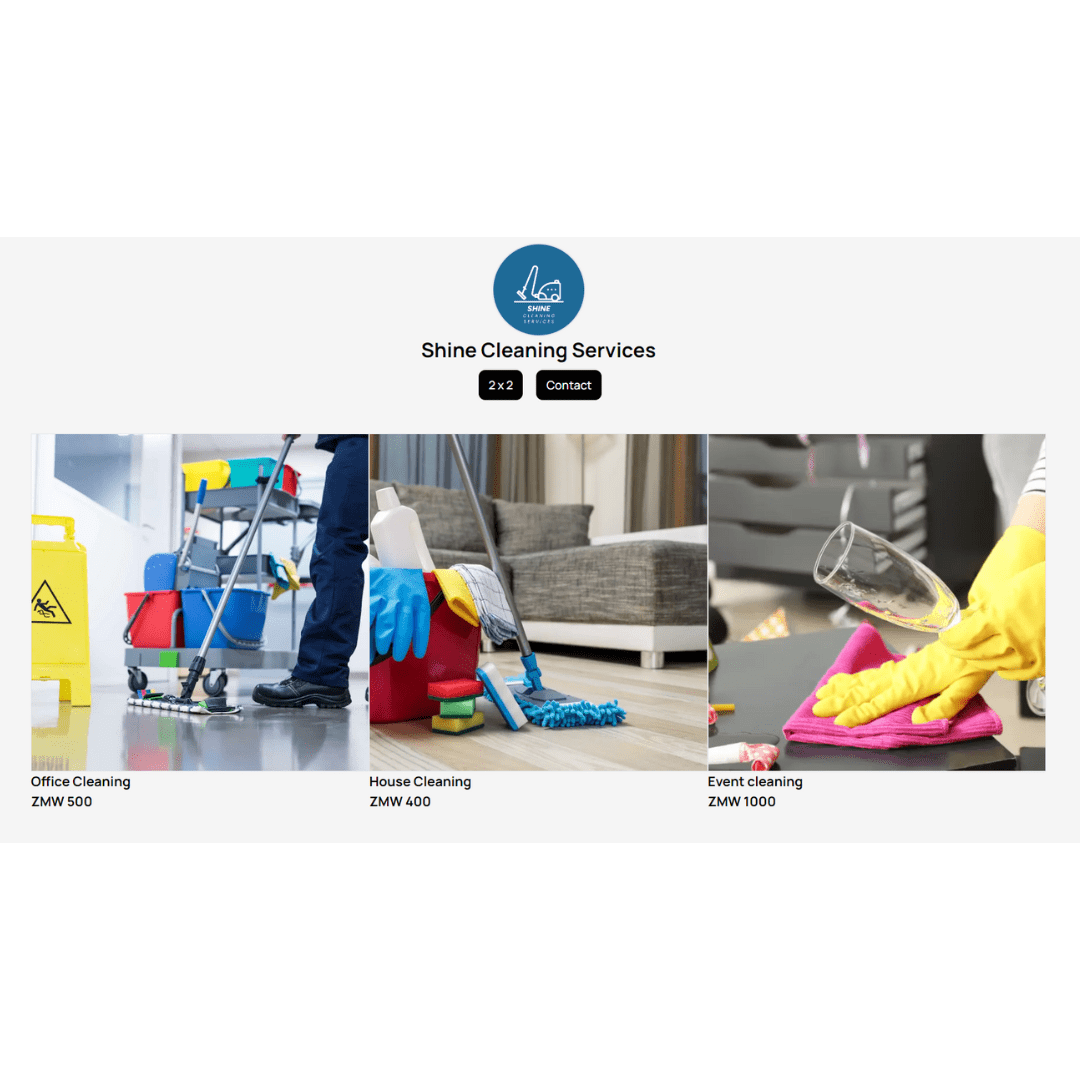 SHINE
CLEANING
SERVICES
Shine Cleaning Services
2 x 2
Contact
Office Cleaning
ZMW 500
House Cleaning
ZMW 400
Event cleaning
ZMW 1000